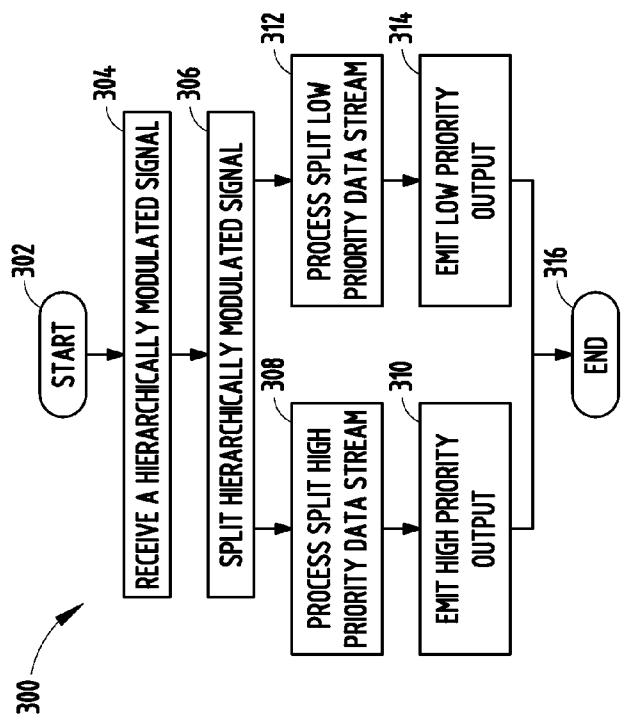 300
302
START
304
RECEIVE A HIERARCHICALLY MODULATED SIGNAL
306
SPLIT HIERARCHICALLY MODULATED SIGNAL
308
PROCESS SPLIT HIGH
PRIORITY DATA STREAM
310
EMIT HIGH PRIORITY
OUTPUT
312
PROCESS SPLIT LOW
PRIORITY DATA STREAM
314
EMIT LOW PRIORITY
OUTPUT
316
END